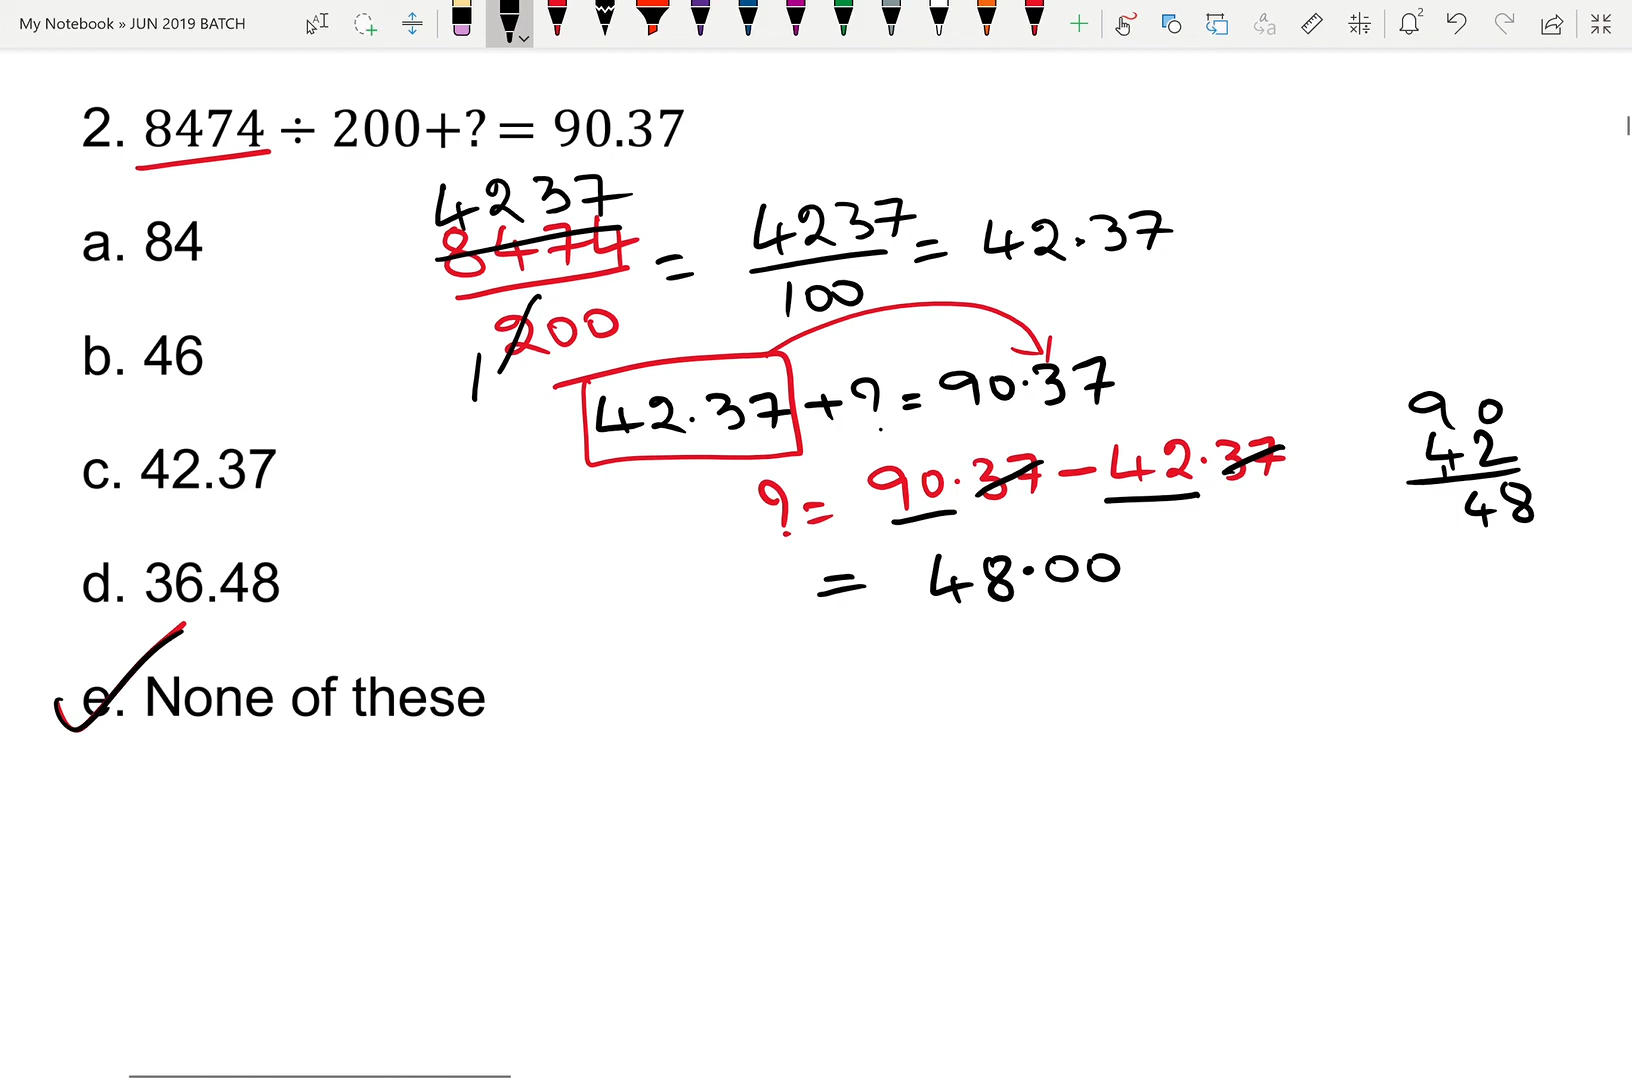 My Notebook » JUN 2019 BATCH
2. 8474 ÷ 200+? = 90.37
a. 84
b. 46
c. 42.37
d. 36.48
e. None of these
4237
8474 = 4237 = 42.37
200 100
1
42.37 + ? = 90.37
? = 90.37 - 42.37
= 48.00
90
42
48